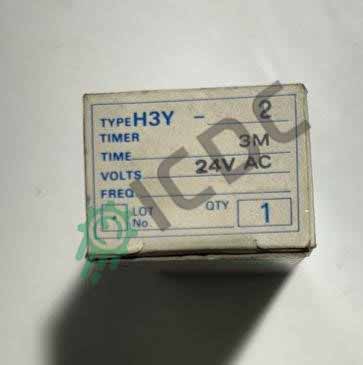 TYPE H3Y - 2
TIMER
TIME 3M
VOLTS 24V AC
FREQ.
LOT No. QTY 1
ICDC